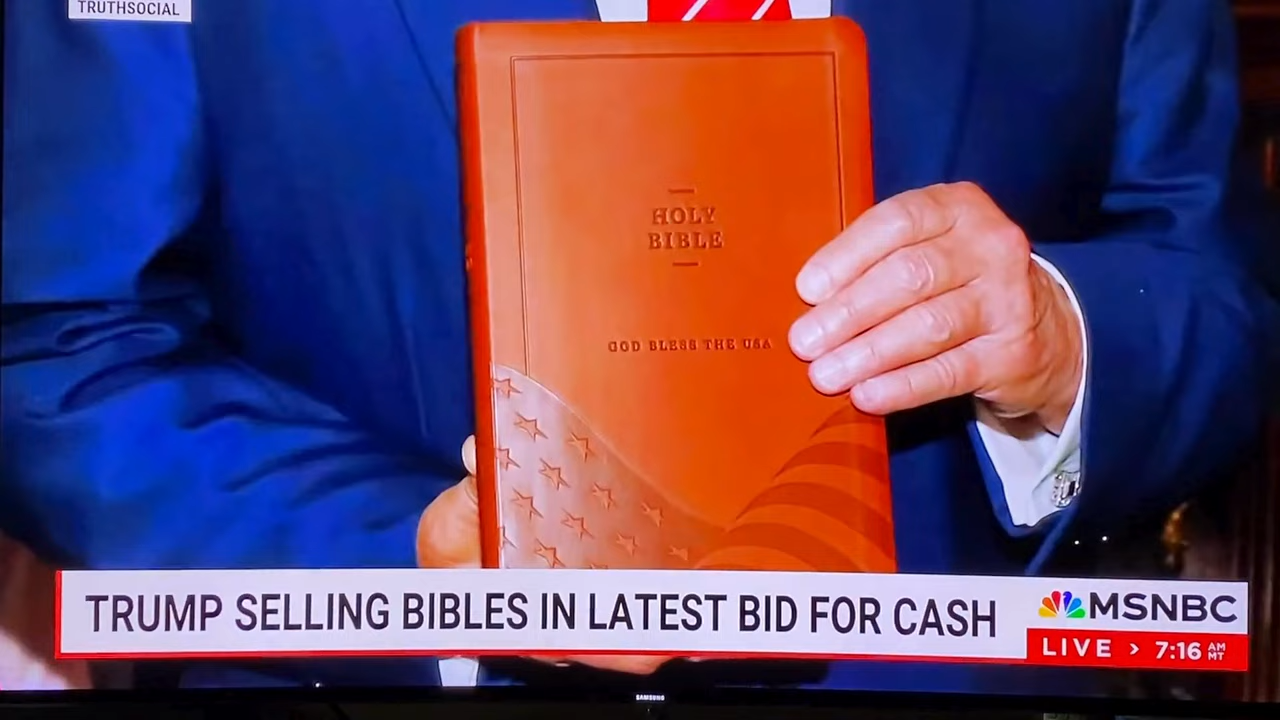 TRUTHSOCIAL
HOLY
BIBLE
GOD BLESS THE USA
TRUMP SELLING BIBLES IN LATEST BID FOR CASH
MSNBC
LIVE > 7:16 AM MT
SAMSUNG